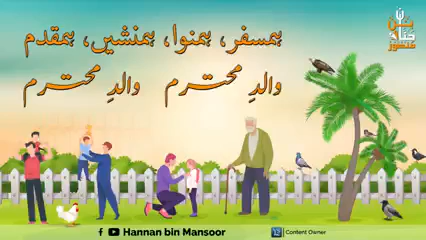 ہمسفر، ہمنوا، ہمنشیں، ہمقدم
والدِ محترم والدِ محترم
Hannan bin Mansoor
Content Owner